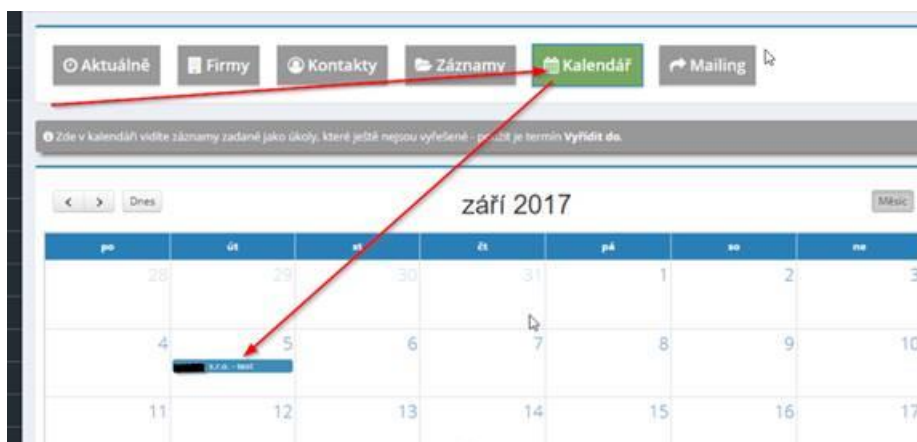 Aktuálně Firmy Kontakty Záznamy Kalendář Mailing
Zde v kalendáři vidíte záznamy zadané jako úkoly, které ještě nejsou vyřešené - použit je termín Vyřídit do.
< > Dnes září 2017 Měsíc
po út st čt pá so ne
28 29 30 31 1 2 3
4 5 6 7 8 9 10
s.r.o. - test
11 12 13 14 15 16 17